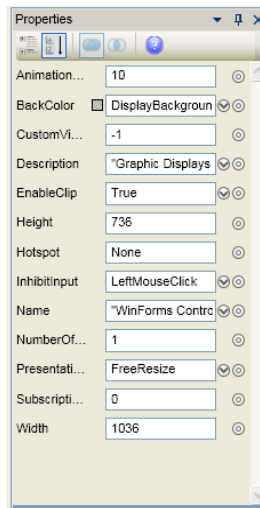 Properties
Animation... 10
BackColor DisplayBackgroun
CustomVi... -1
Description "Graphic Displays
EnableClip True
Height 736
Hotspot None
InhibitInput LeftMouseClick
Name "WinForms Contrc
NumberOf... 1
Presentati... FreeResize
Subscripti... 0
Width 1036